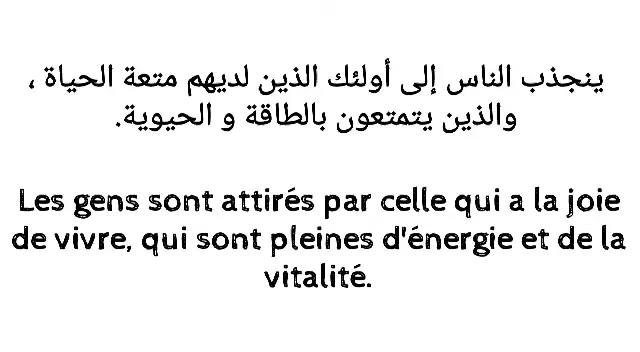 ينجذب الناس إلى أولئك الذين لديهم متعة الحياة ،
والذين يتمتعون بالطاقة و الحيوية.
Les gens sont attirés par celle qui a la joie
de vivre, qui sont pleines d'énergie et de la
vitalité.